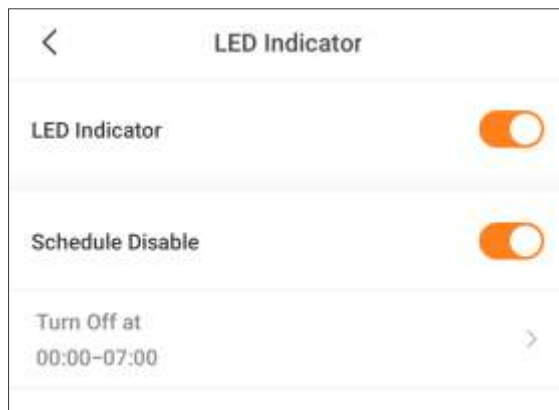 LED Indicator
LED Indicator
Schedule Disable
Turn Off at
00:00–07:00